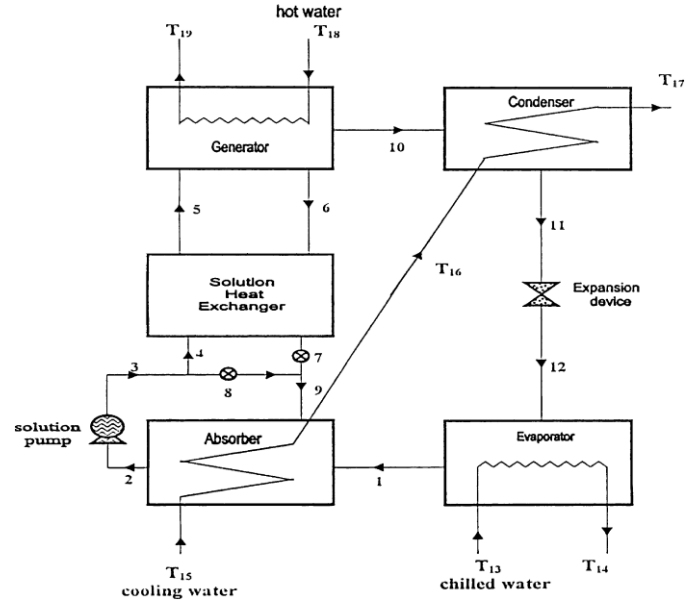 hot water
T19
T18
T17
Condenser
Generator
10
5
6
11
T16
Solution
Heat
Exchanger
Expansion
device
3
4
7
8
9
12
solution
pump
Absorber
Evaporator
2
1
T15
T13
T14
cooling water
chilled water